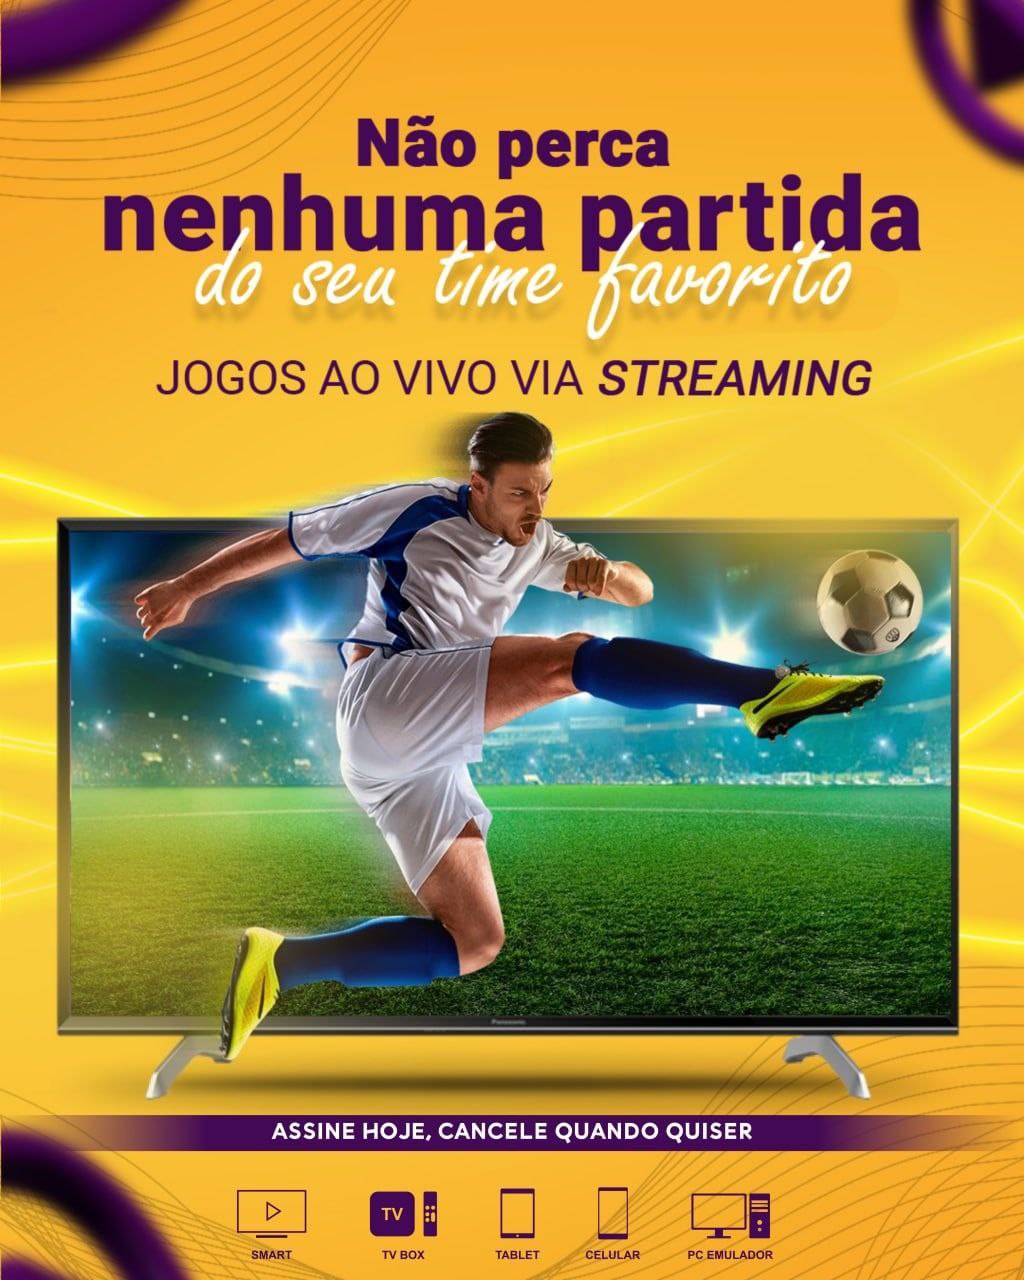 Não perca
nenhuma partida
do seu time favorito
JOGOS AO VIVO VIA STREAMING
Panasonic
ASSINE HOJE, CANCELE QUANDO QUISER
TV
SMART
TV BOX
TABLET
CELULAR
PC EMULADOR